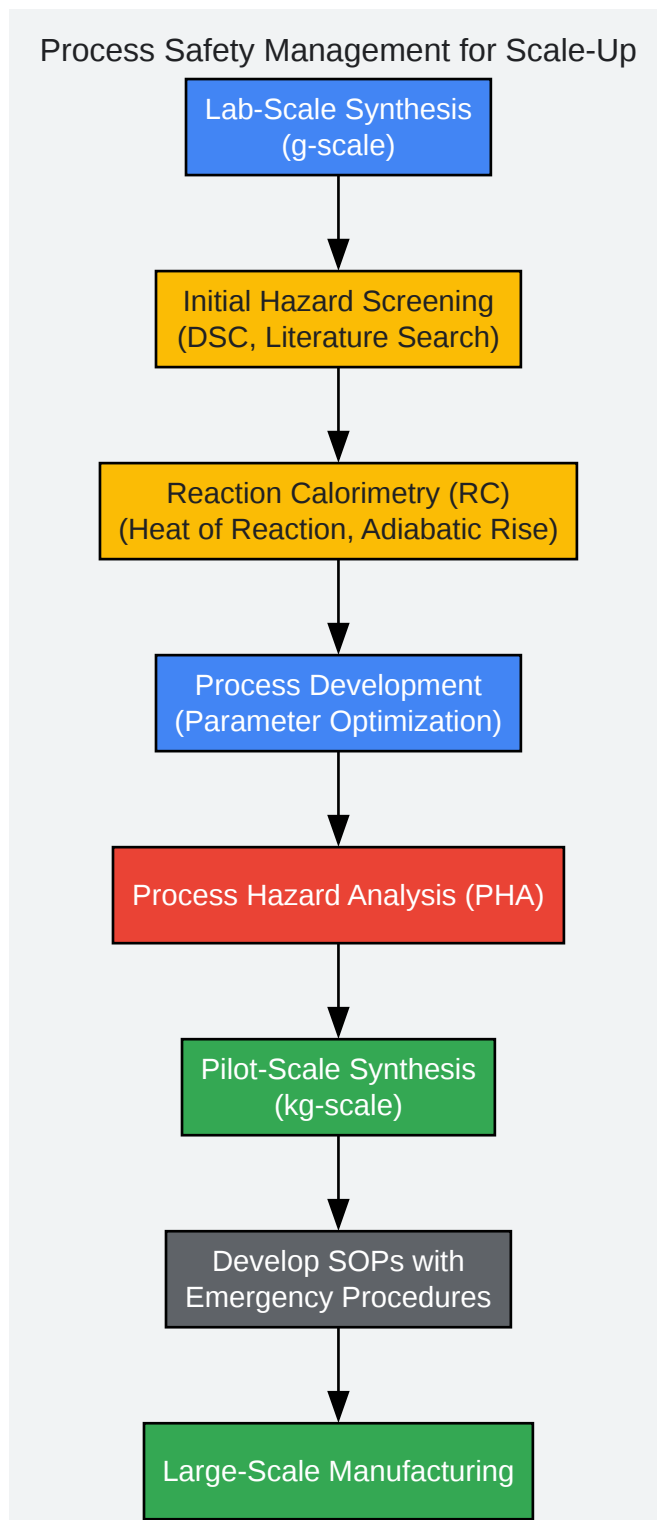 Process Safety Management for Scale-Up
Lab-Scale Synthesis
(g-scale)
Initial Hazard Screening
(DSC, Literature Search)
Reaction Calorimetry (RC)
(Heat of Reaction, Adiabatic Rise)
Process Development
(Parameter Optimization)
Process Hazard Analysis (PHA)
Pilot-Scale Synthesis
(kg-scale)
Develop SOPs with
Emergency Procedures
Large-Scale Manufacturing